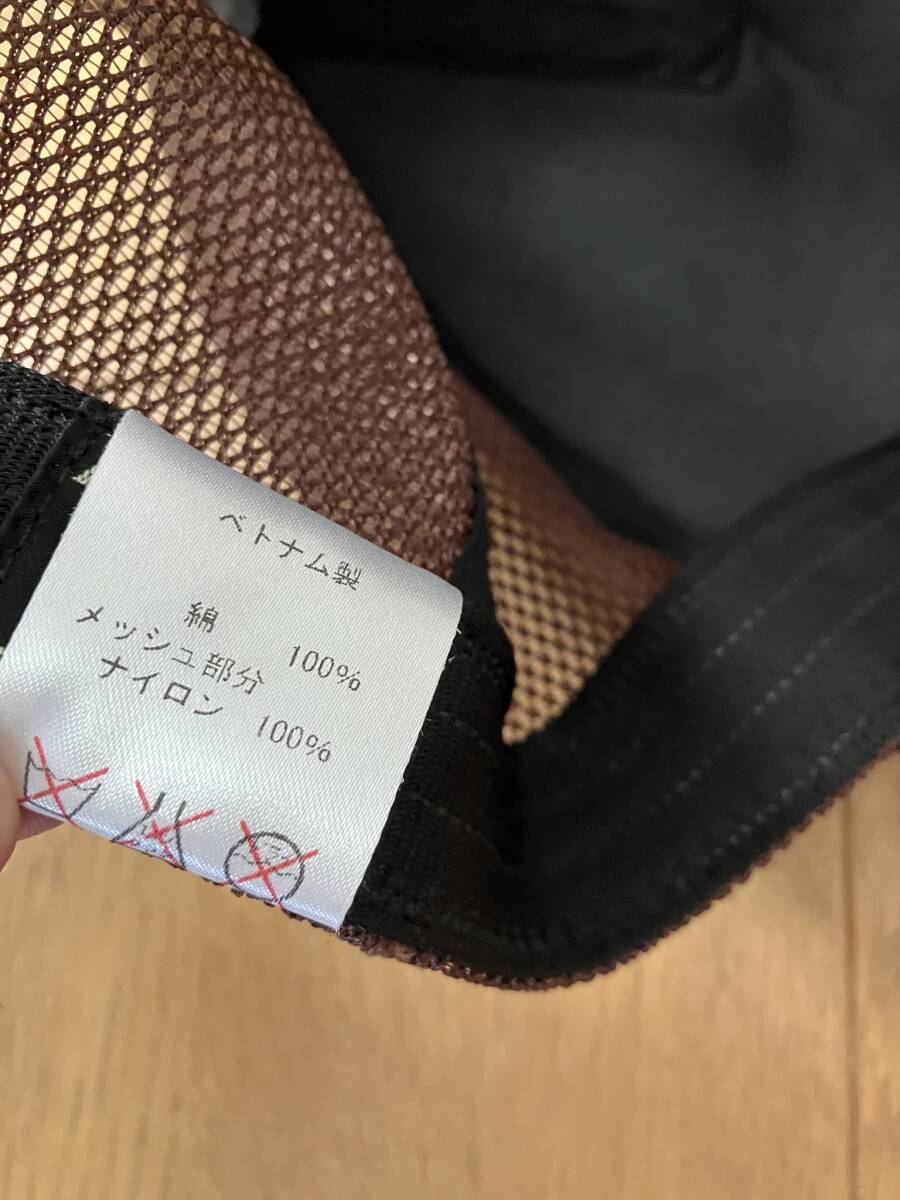 ベトナム製
綿 100%
メッシュ部分
ナイロン 100%